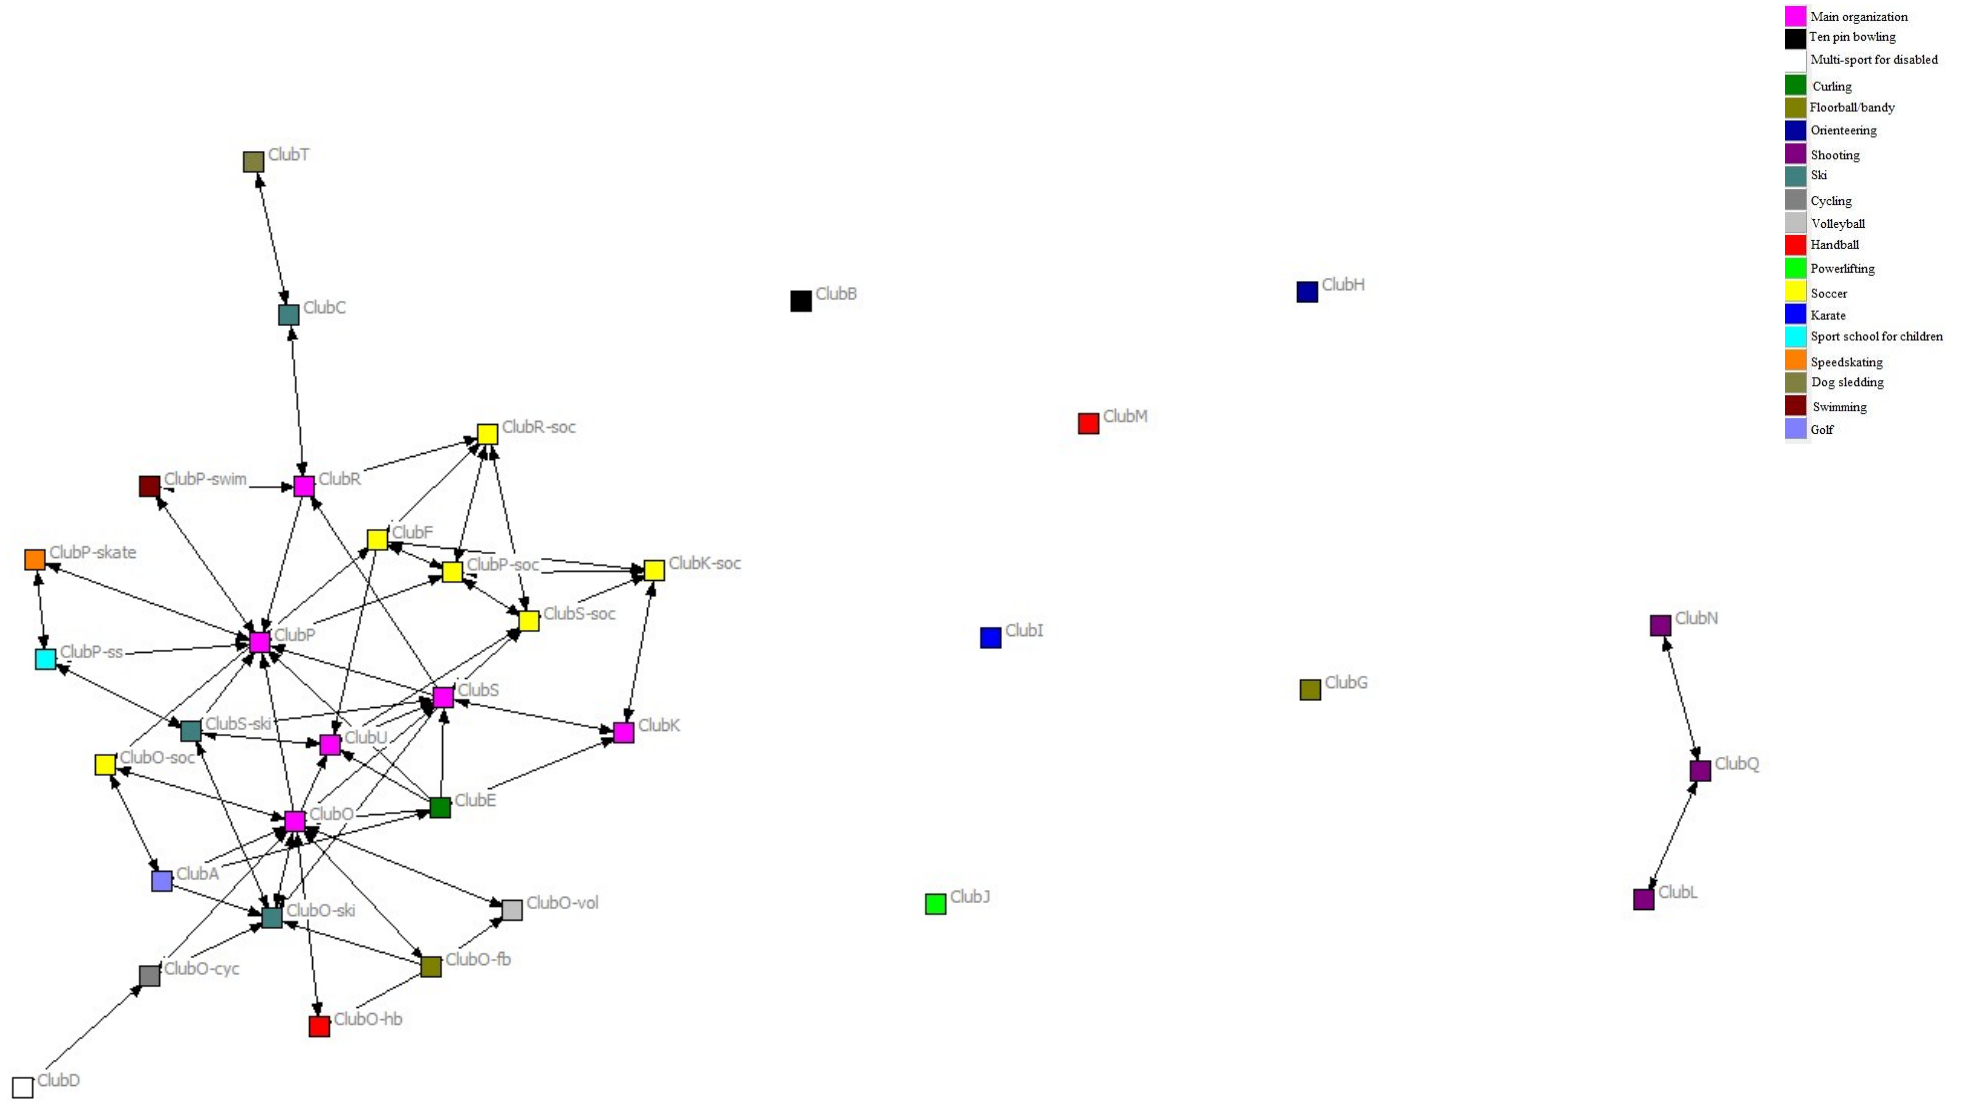 Main organization
Ten pin bowling
Multi-sport for disabled
Curling
Floorball/bandy
Orienteering
Shooting
Ski
Cycling
Volleyball
Handball
Powerlifting
Soccer
Karate
Sport school for children
Speedskating
Dog sledding
Swimming
Golf
ClubT
ClubH
ClubB
ClubC
ClubM
ClubR-soc
ClubP-swim
ClubR
ClubF
ClubP-skate
ClubP-soc
ClubK-soc
ClubS-soc
ClubN
ClubI
ClubP
ClubP-ss
ClubG
ClubS
ClubS-ski
ClubK
ClubU
ClubO-soc
ClubQ
ClubE
ClubO
ClubA
ClubL
ClubJ
ClubO-vol
ClubO-ski
ClubO-fb
ClubO-cyc
ClubO-hb
ClubD